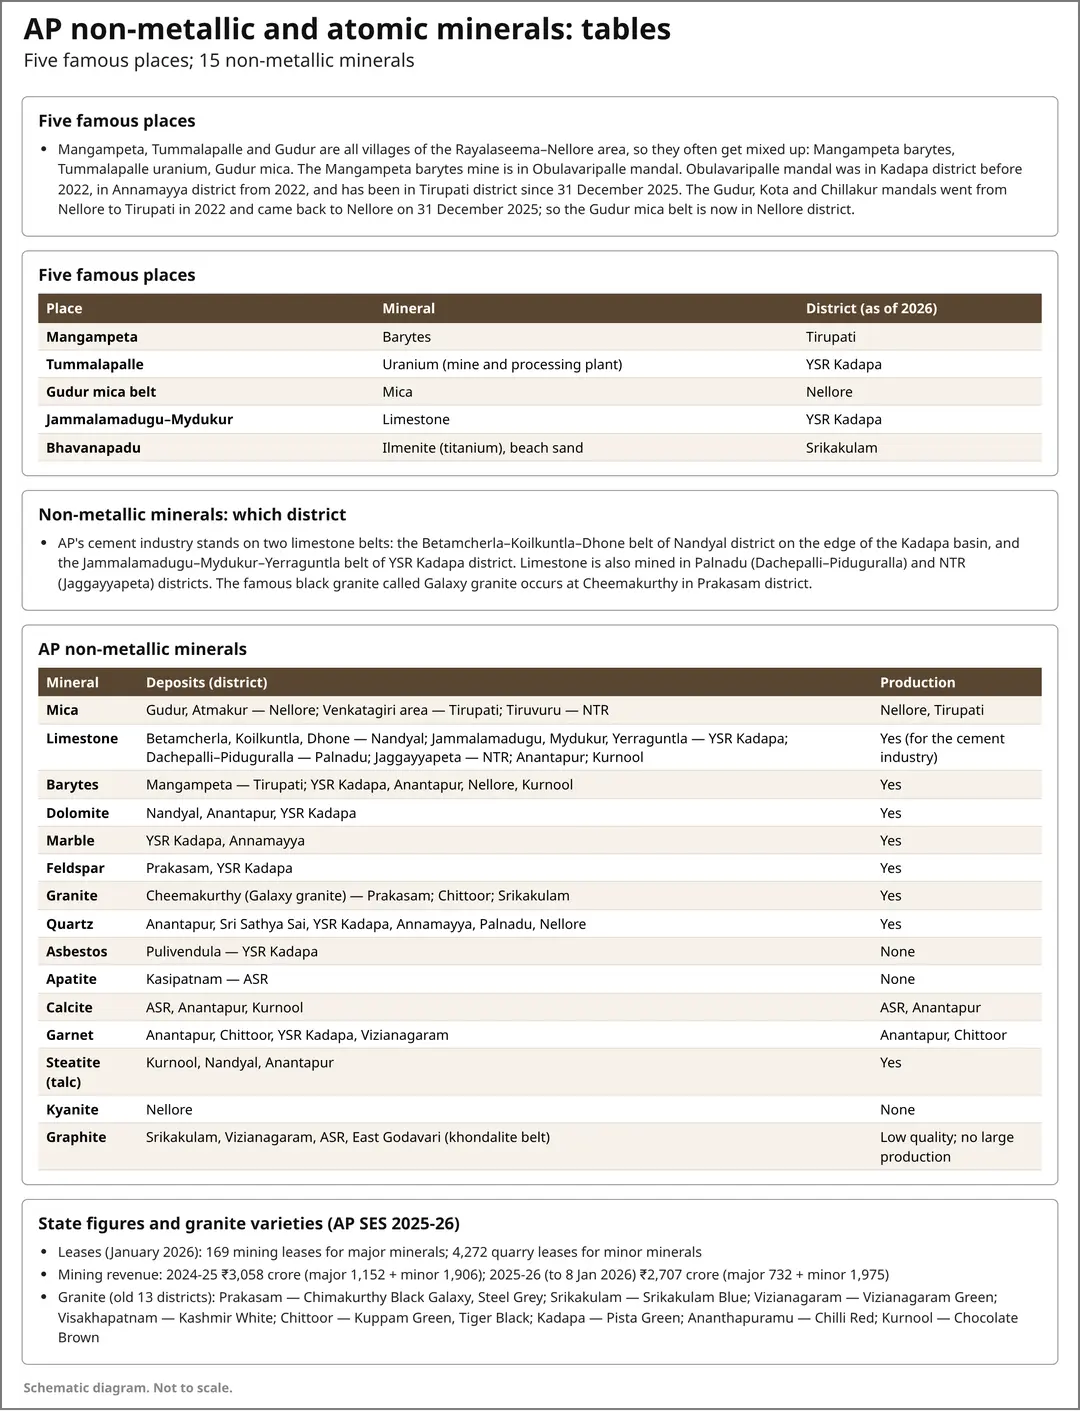 AP non-metallic and atomic minerals: tables
Five famous places; 15 non-metallic minerals
Five famous places
• Mangampeta, Tummalapalle and Gudur are all villages of the Rayalaseema–Nellore area, so they often get mixed up: Mangampeta barytes,
Tummalapalle uranium, Gudur mica. The Mangampeta barytes mine is in Obulavaripalle mandal. Obulavaripalle mandal was in Kadapa district before
2022, in Annamayya district from 2022, and has been in Tirupati district since 31 December 2025. The Gudur, Kota and Chillakur mandals went from
Nellore to Tirupati in 2022 and came back to Nellore on 31 December 2025; so the Gudur mica belt is now in Nellore district.
Five famous places
Place Mineral District (as of 2026)
Mangampeta Barytes Tirupati
Tummalapalle Uranium (mine and processing plant) YSR Kadapa
Gudur mica belt Mica Nellore
Jammalamadugu–Mydukur Limestone YSR Kadapa
Bhavanapadu Ilmenite (titanium), beach sand Srikakulam
Non-metallic minerals: which district
• AP's cement industry stands on two limestone belts: the Betamcherla–Koilkuntla–Dhone belt of Nandyal district on the edge of the Kadapa basin, and
the Jammalamadugu–Mydukur–Yerraguntla belt of YSR Kadapa district. Limestone is also mined in Palnadu (Dachepalli–Piduguralla) and NTR
(Jaggayyapeta) districts. The famous black granite called Galaxy granite occurs at Cheemakurthy in Prakasam district.
AP non-metallic minerals
Mineral Deposits (district) Production
Mica Gudur, Atmakur — Nellore; Venkatagiri area — Tirupati; Tiruvuru — NTR Nellore, Tirupati
Limestone Betamcherla, Koilkuntla, Dhone — Nandyal; Jammalamadugu, Mydukur, Yerraguntla — YSR Kadapa; Yes (for the cement
Dachepalli–Piduguralla — Palnadu; Jaggayyapeta — NTR; Anantapur; Kurnool industry)
Barytes Mangampeta — Tirupati; YSR Kadapa, Anantapur, Nellore, Kurnool Yes
Dolomite Nandyal, Anantapur, YSR Kadapa Yes
Marble YSR Kadapa, Annamayya Yes
Feldspar Prakasam, YSR Kadapa Yes
Granite Cheemakurthy (Galaxy granite) — Prakasam; Chittoor; Srikakulam Yes
Quartz Anantapur, Sri Sathya Sai, YSR Kadapa, Annamayya, Palnadu, Nellore Yes
Asbestos Pulivendula — YSR Kadapa None
Apatite Kasipatnam — ASR None
Calcite ASR, Anantapur, Kurnool ASR, Anantapur
Garnet Anantapur, Chittoor, YSR Kadapa, Vizianagaram Anantapur, Chittoor
Steatite Kurnool, Nandyal, Anantapur Yes
(talc)
Kyanite Nellore None
Graphite Srikakulam, Vizianagaram, ASR, East Godavari (khondalite belt) Low quality; no large
production
State figures and granite varieties (AP SES 2025-26)
• Leases (January 2026): 169 mining leases for major minerals; 4,272 quarry leases for minor minerals
• Mining revenue: 2024-25 ₹3,058 crore (major 1,152 + minor 1,906); 2025-26 (to 8 Jan 2026) ₹2,707 crore (major 732 + minor 1,975)
• Granite (old 13 districts): Prakasam — Chimakurthy Black Galaxy, Steel Grey; Srikakulam — Srikakulam Blue; Vizianagaram — Vizianagaram Green;
Visakhapatnam — Kashmir White; Chittoor — Kuppam Green, Tiger Black; Kadapa — Pista Green; Ananthapuramu — Chilli Red; Kurnool — Chocolate
Brown
Schematic diagram. Not to scale.